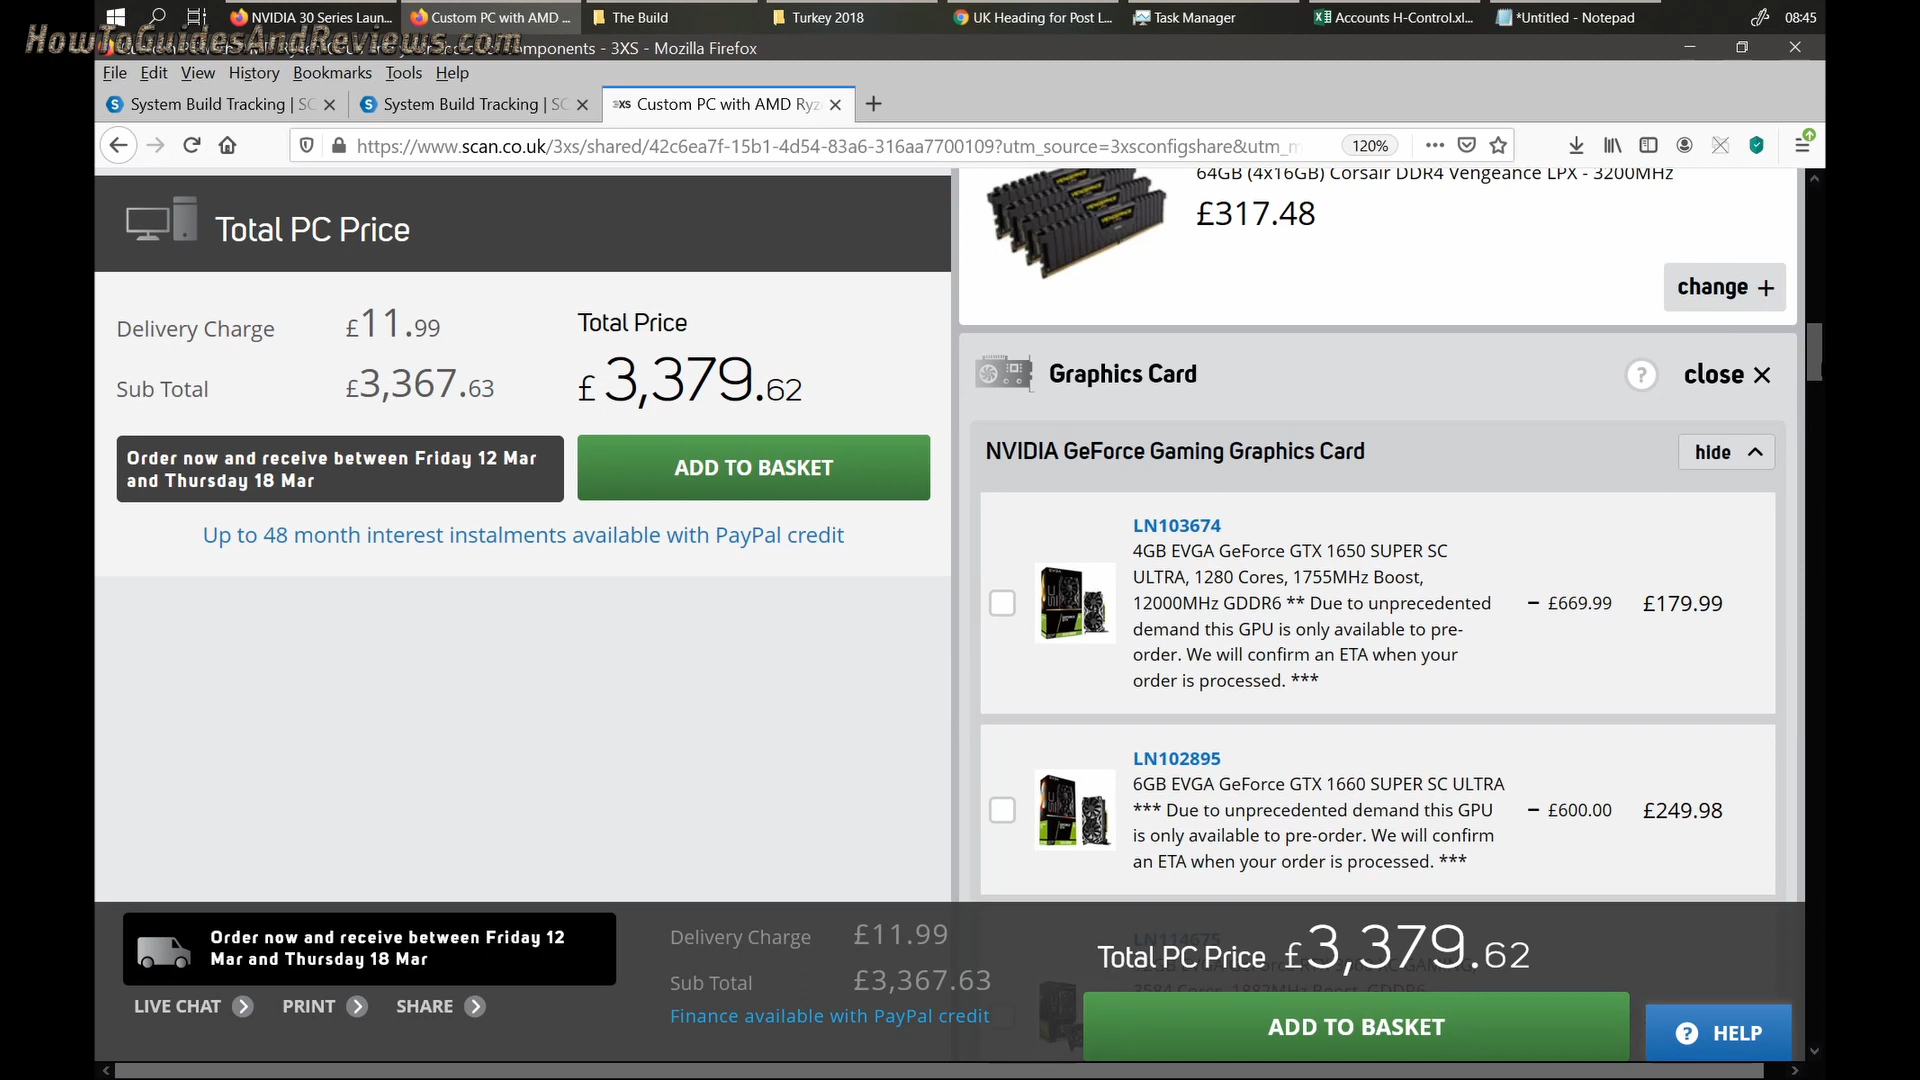 NVIDIA 30 Series Laun...
Custom PC with AMD ...
The Build
Turkey 2018
UK Heading for Post L...
Task Manager
Accounts H-Control.xl...
*Untitled - Notepad
08:45
HowToGuidesAndReviews.com
omponents - 3XS - Mozilla Firefox
File Edit View History Bookmarks Tools Help
System Build Tracking | SC
System Build Tracking | SC
3XS Custom PC with AMD Ryz
https://www.scan.co.uk/3xs/shared/42c6ea7f-15b1-4d54-83a6-316aa7700109?utm_source=3xsconfigshare&utm_m
120%
Total PC Price
Delivery Charge £11.99
Sub Total £3,367.63
Total Price
£3,379.62
Order now and receive between Friday 12 Mar
and Thursday 18 Mar
ADD TO BASKET
Up to 48 month interest instalments available with PayPal credit
64GB (4x16GB) Corsair DDR4 Vengeance LPX - 3200MHz
£317.48
change +
Graphics Card
? close ×
NVIDIA GeForce Gaming Graphics Card
hide
LN103674
4GB EVGA GeForce GTX 1650 SUPER SC
ULTRA, 1280 Cores, 1755MHz Boost,
12000MHz GDDR6 ** Due to unprecedented
demand this GPU is only available to pre-
order. We will confirm an ETA when your
order is processed. ***
- £669.99 £179.99
LN102895
6GB EVGA GeForce GTX 1660 SUPER SC ULTRA
*** Due to unprecedented demand this GPU
is only available to pre-order. We will confirm
an ETA when your order is processed. ***
- £600.00 £249.98
Order now and receive between Friday 12
Mar and Thursday 18 Mar
LIVE CHAT
PRINT
SHARE
Delivery Charge £11.99
Sub Total £3,367.63
Finance available with PayPal credit
Total PC Price £3,379.62
ADD TO BASKET
? HELP